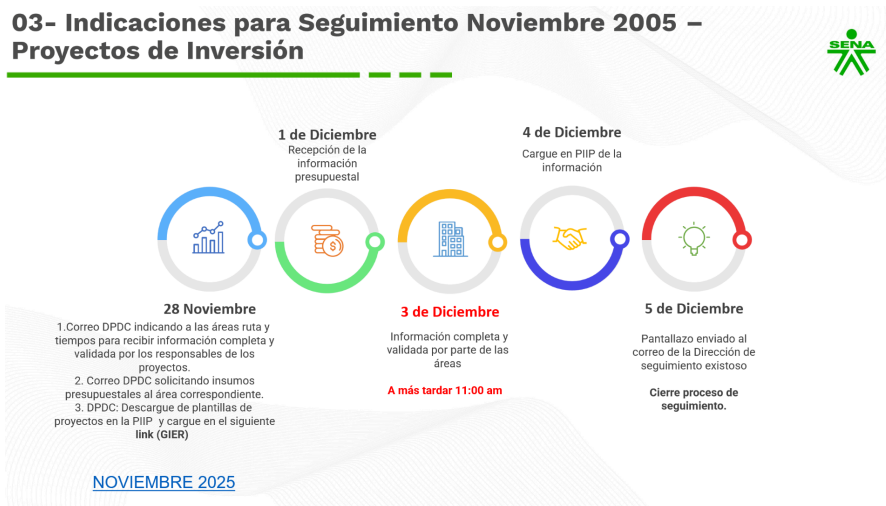 03- Indicaciones para Seguimiento Noviembre 2005 –
Proyectos de Inversión
SENA
1 de Diciembre
Recepción de la
información
presupuestal
4 de Diciembre
Cargue en PIIP de la
información
28 Noviembre
1.Correo DPDC indicando a las áreas ruta y
tiempos para recibir información completa y
validada por los responsables de los
proyectos.
2. Correo DPDC solicitando insumos
presupuestales al área correspondiente.
3. DPDC: Descargue de plantillas de
proyectos en la PIIP y cargue en el siguiente
link (GIER)
3 de Diciembre
Información completa y
validada por parte de las
áreas
A más tardar 11:00 am
5 de Diciembre
Pantallazo enviado al
correo de la Dirección de
seguimiento existoso
Cierre proceso de
seguimiento.
NOVIEMBRE 2025